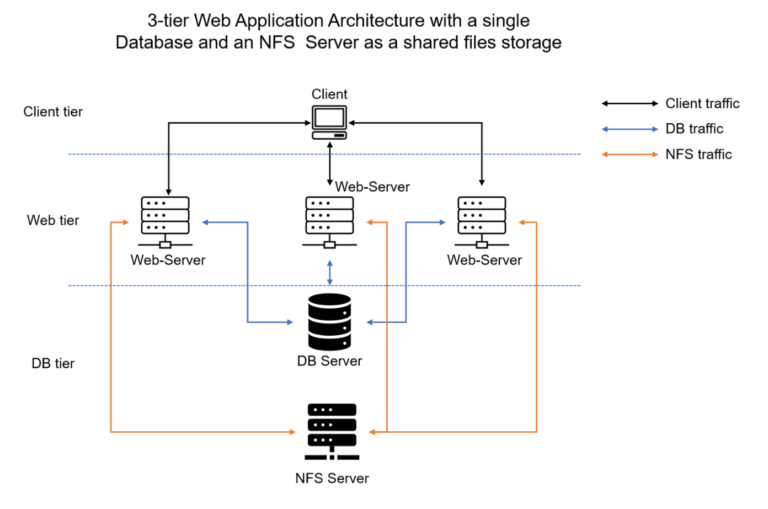 3-tier Web Application Architecture with a single
Database and an NFS Server as a shared files storage
Client
Client tier
Client traffic
DB traffic
NFS traffic
Web-Server
Web tier
Web-Server
Web-Server
DB Server
DB tier
NFS Server